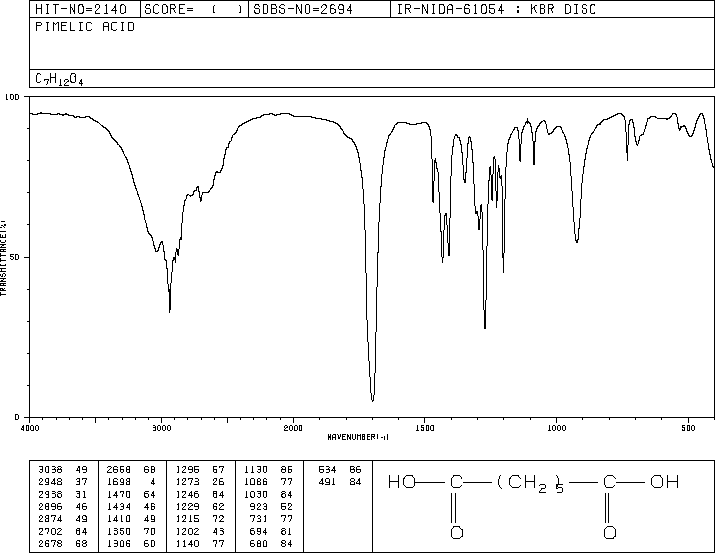 HIT-NO=2140 SCORE= ( ) SDBS-NO=2694 IR-NIDA-61054 : KBR DISC
PIMELIC ACID
C7H12O4
100
50
0
TRANSMITTANCE(%)
4000 3000 2000 1500 1000 500
WAVENUMBER(-1)
3038 49 2668 68 1296 57 1130 86 534 86
2948 37 1698 4 1273 26 1086 77 491 84
2938 31 1470 64 1246 64 1030 84
2896 46 1434 46 1229 62 923 52
2874 49 1410 49 1215 72 731 77
2702 64 1350 70 1202 43 694 81
2678 68 1306 60 1140 77 680 84
HO C (CH2)5 C OH
O O